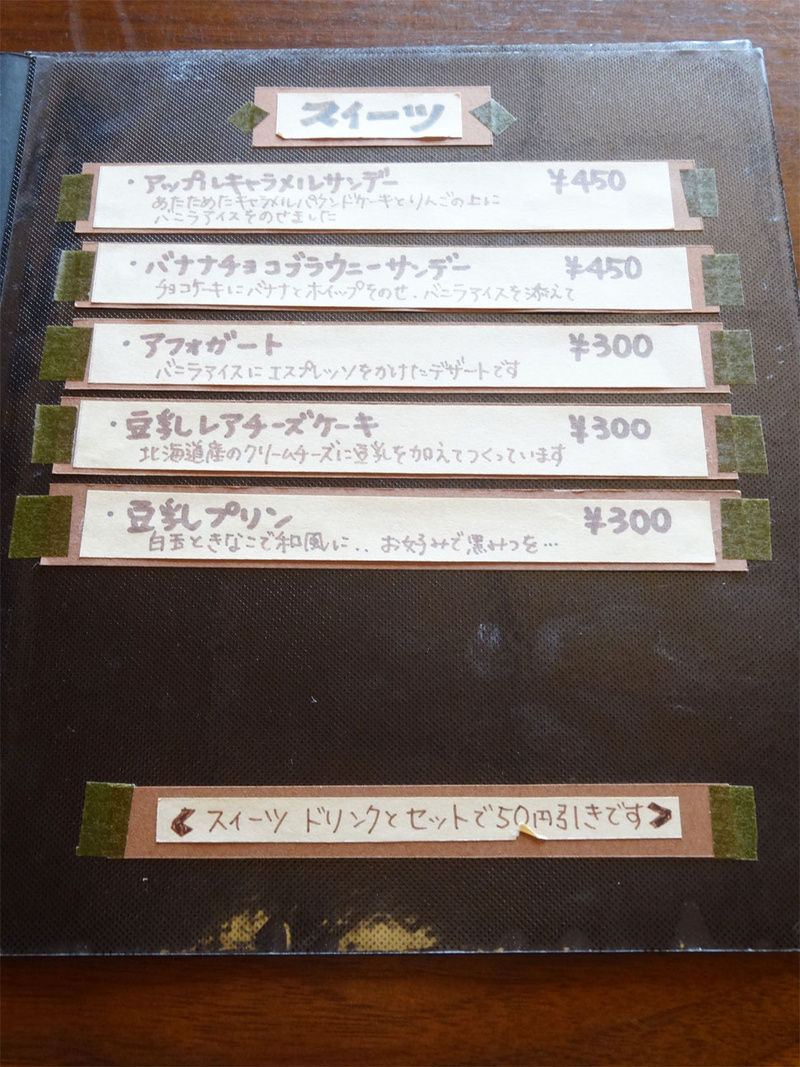 スイーツ
・アップルキャラメルサンデー ¥450
あたためたキャラメルパウンドケーキとりんごの上に
バニラアイスをのせました
・バナナチョコブラウニーサンデー ¥450
チョコケーキにバナナとホイップをのせ、バニラアイスを添えて
・アフォガート ¥300
バニラアイスにエスプレッソをかけたデザートです
・豆乳レアチーズケーキ ¥300
北海道産のクリームチーズに豆乳を加えてつくっています
・豆乳プリン ¥300
白玉ときなこで和風に.. お好みで黒みつを…
<スイーツ ドリンクとセットで50円引きです>